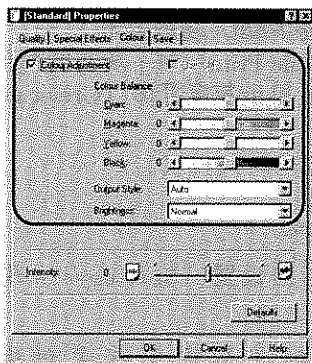 [Standard] Properties
Quality Special Effects Colour Save
Colour Adjustment
Colour Balance
Cyan: 0
Magenta: 0
Yellow: 0
Black: 0
Output Style: Auto
Brightness: Normal
Intensity: 0
Defaults
OK Cancel Help